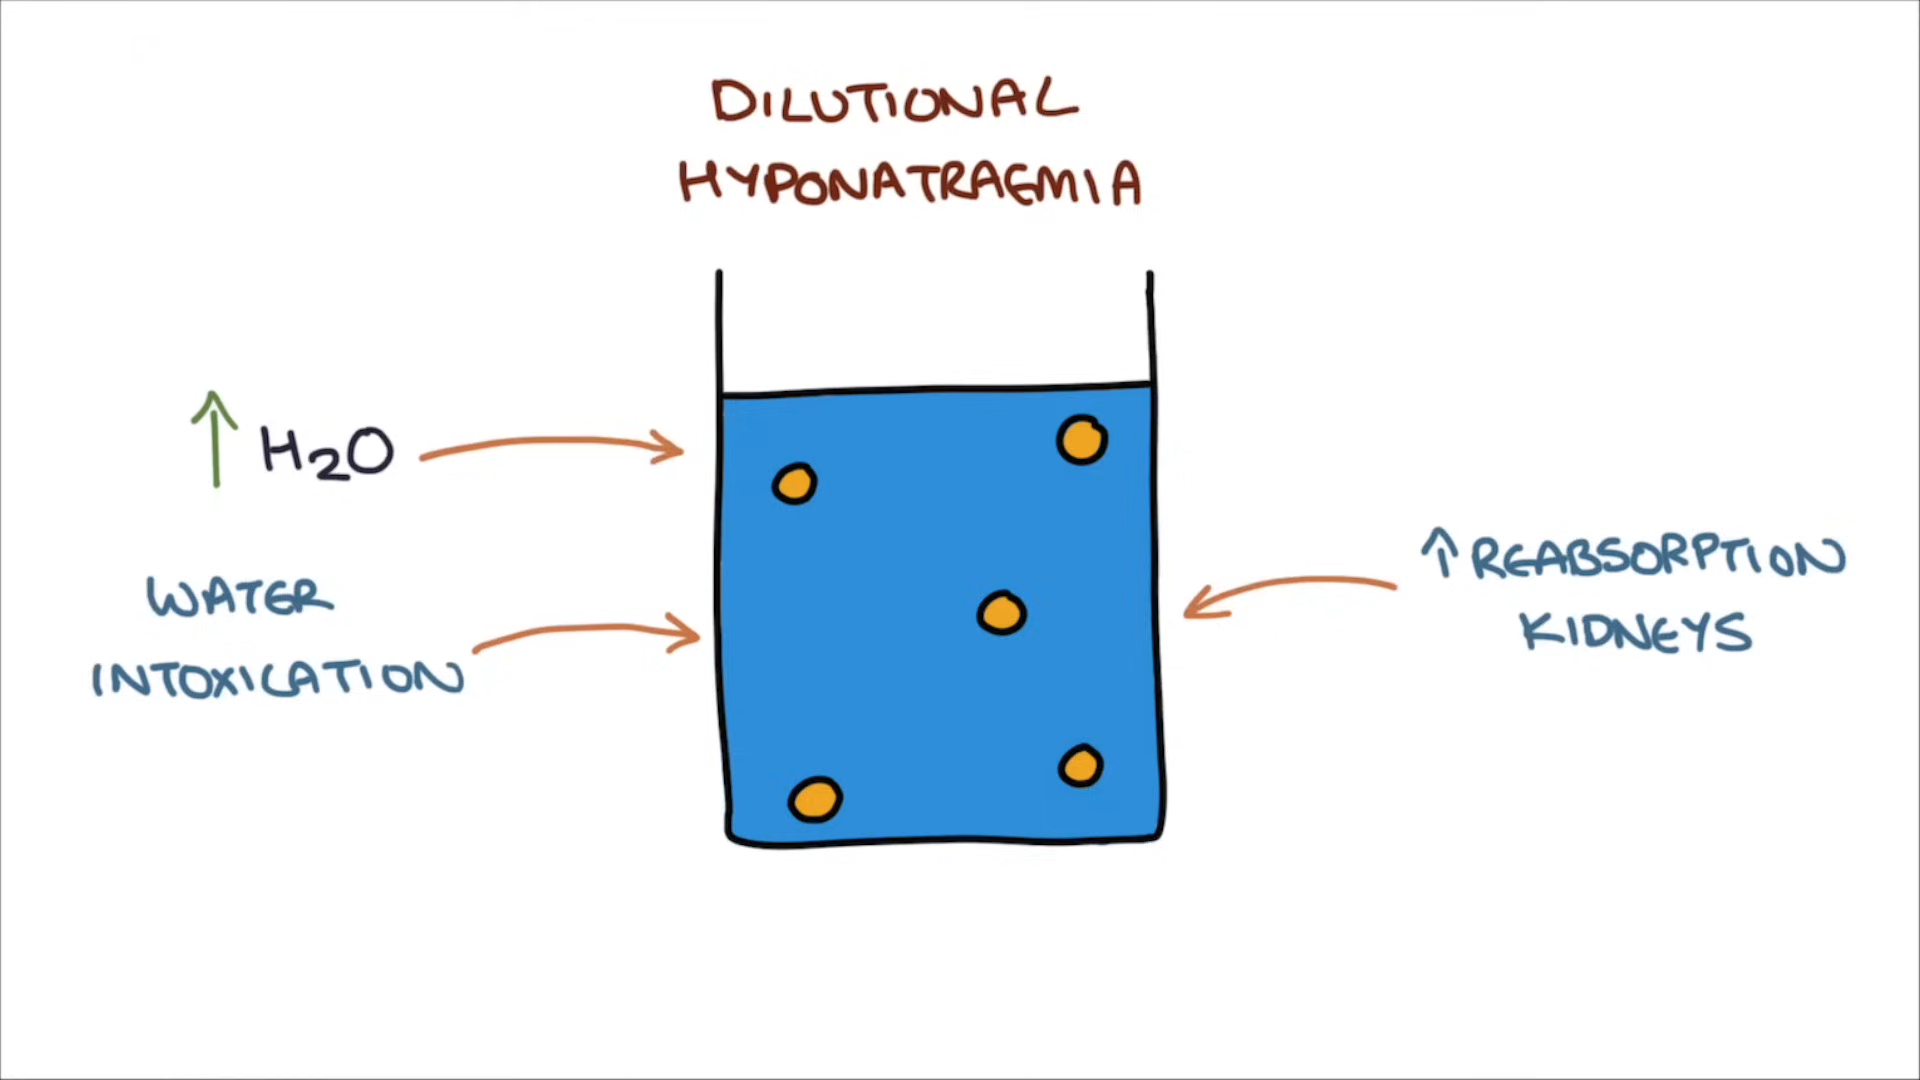 DILUTIONAL
HYPONATRAEMIA
↑ H₂O
WATER
INTOXICATION
↑ REABSORPTION
KIDNEYS